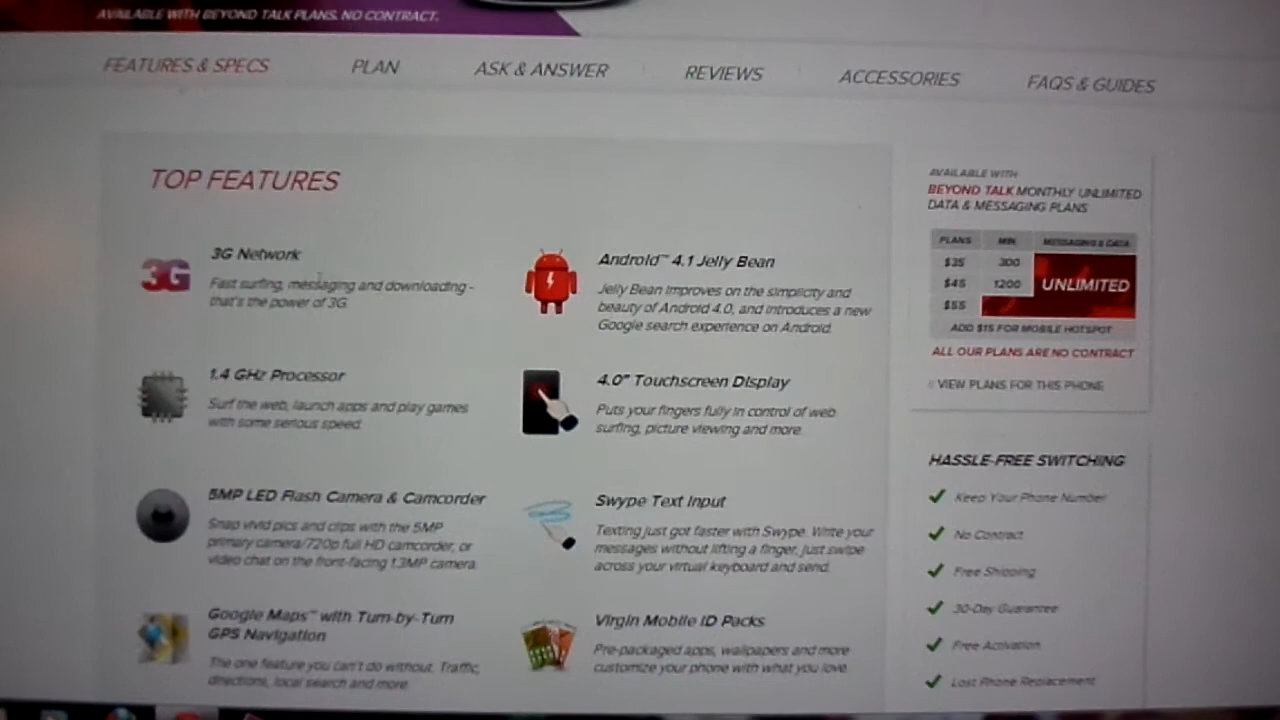 AVAILABLE WITH BEYOND TALK PLANS. NO CONTRACT.
FEATURES & SPECS
PLAN
ASK & ANSWER
REVIEWS
ACCESSORIES
FAQS & GUIDES
TOP FEATURES
3G
3G Network
Fast surfing, messaging and downloading -
that's the power of 3G.
Android™ 4.1 Jelly Bean
Jelly Bean improves on the simplicity and
beauty of Android 4.0, and introduces a new
Google search experience on Android.
1.4 GHz Processor
Surf the web, launch apps and play games
with some serious speed.
4.0" Touchscreen Display
Puts your fingers fully in control of web
surfing, picture viewing and more.
5MP LED Flash Camera & Camcorder
Snap vivid pics and clips with the 5MP
primary camera/720p full HD camcorder, or
video chat on the front-facing 1.3MP camera.
Swype Text Input
Texting just got faster with Swype. Write your
messages without lifting a finger, just swipe
across your virtual keyboard and send.
Google Maps™ with Turn-by-Turn
GPS Navigation
The one feature you can't do without. Traffic,
directions, local search and more.
Virgin Mobile ID Packs
Pre-packaged apps, wallpapers and more
customize your phone with what you love.
AVAILABLE WITH
BEYOND TALK MONTHLY UNLIMITED
DATA & MESSAGING PLANS
PLANS MIN. MESSAGING & DATA
$35 300
$45 1200 UNLIMITED
$55
ADD $15 FOR MOBILE HOTSPOT
ALL OUR PLANS ARE NO CONTRACT
VIEW PLANS FOR THIS PHONE
HASSLE-FREE SWITCHING
Keep Your Phone Number
No Contract
Free Shipping
30-Day Guarantee
Free Activation
Lost Phone Replacement